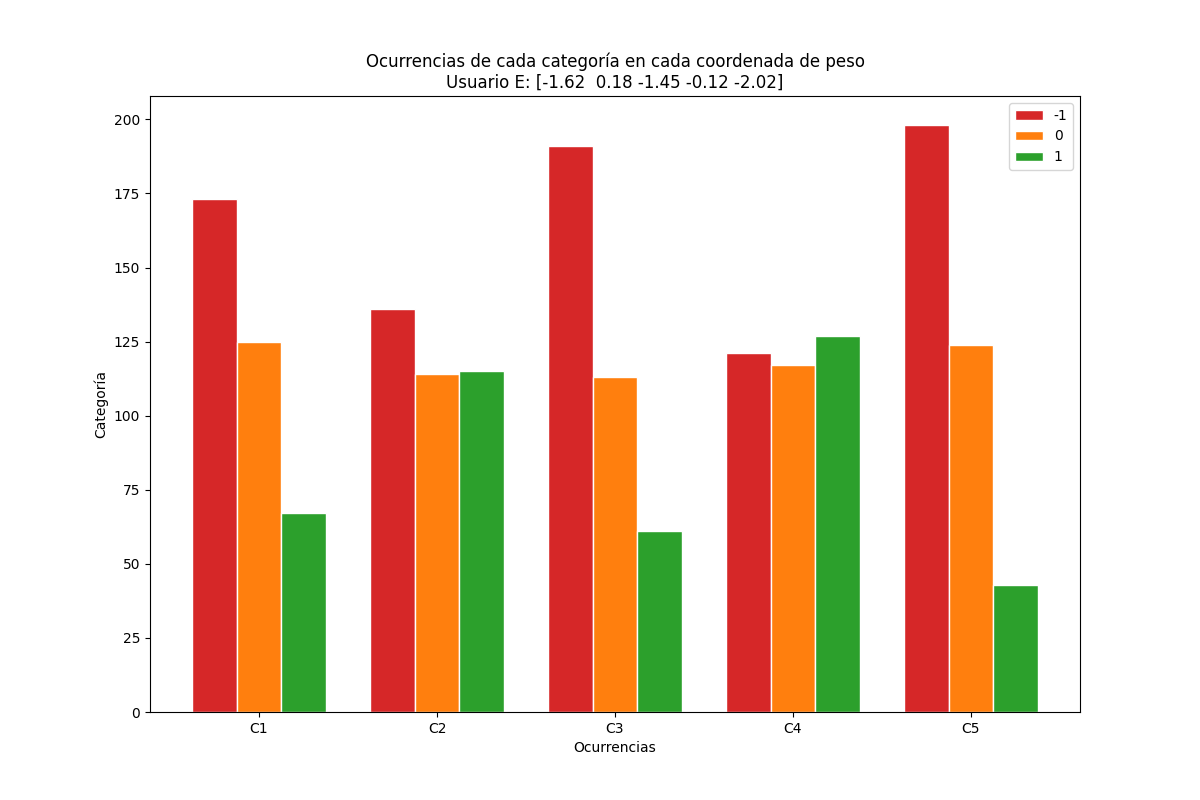 Ocurrencias de cada categoría en cada coordenada de peso
Usuario E: [-1.62  0.18 -1.45 -0.12 -2.02]
-1
0
1
200
175
150
125
100
75
50
25
0
Categoría
C1 C2 C3 C4 C5
Ocurrencias